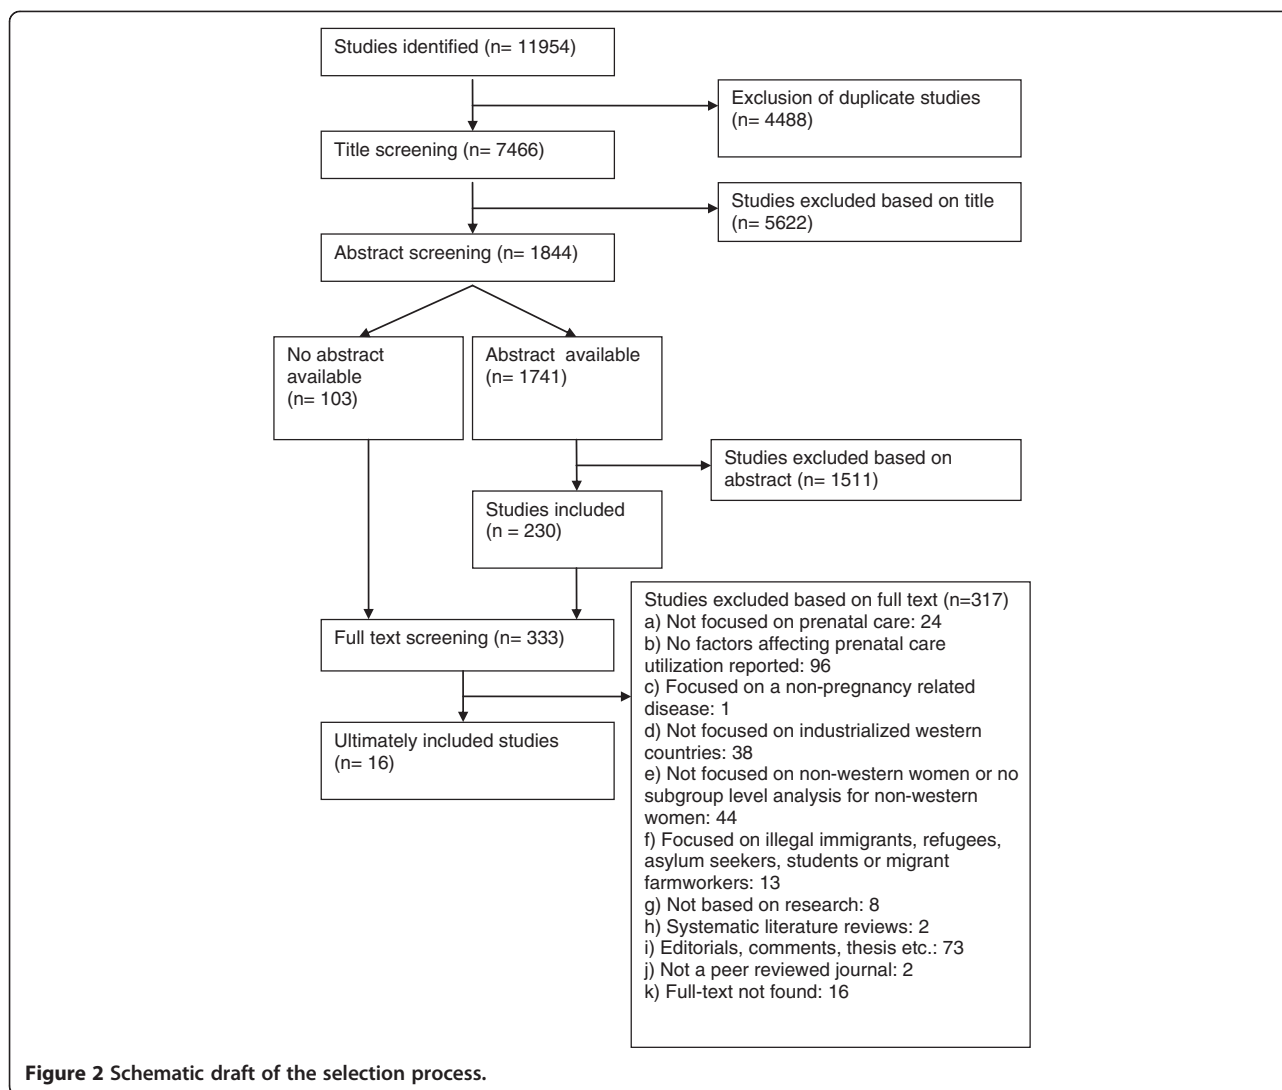 Studies identified (n= 11954)
Exclusion of duplicate studies
(n= 4488)
Title screening (n= 7466)
Studies excluded based on title
(n= 5622)
Abstract screening (n= 1844)
No abstract
available
(n= 103)
Abstract available
(n= 1741)
Studies excluded based on
abstract (n= 1511)
Studies included
(n = 230)
Full text screening (n= 333)
Studies excluded based on full text (n=317)
a) Not focused on prenatal care: 24
b) No factors affecting prenatal care
utilization reported: 96
c) Focused on a non-pregnancy related
disease: 1
d) Not focused on industrialized western
countries: 38
e) Not focused on non-western women or no
subgroup level analysis for non-western
women: 44
f) Focused on illegal immigrants, refugees,
asylum seekers, students or migrant
farmworkers: 13
g) Not based on research: 8
h) Systematic literature reviews: 2
i) Editorials, comments, thesis etc.: 73
j) Not a peer reviewed journal: 2
k) Full-text not found: 16
Ultimately included studies
(n= 16)
Figure 2 Schematic draft of the selection process.